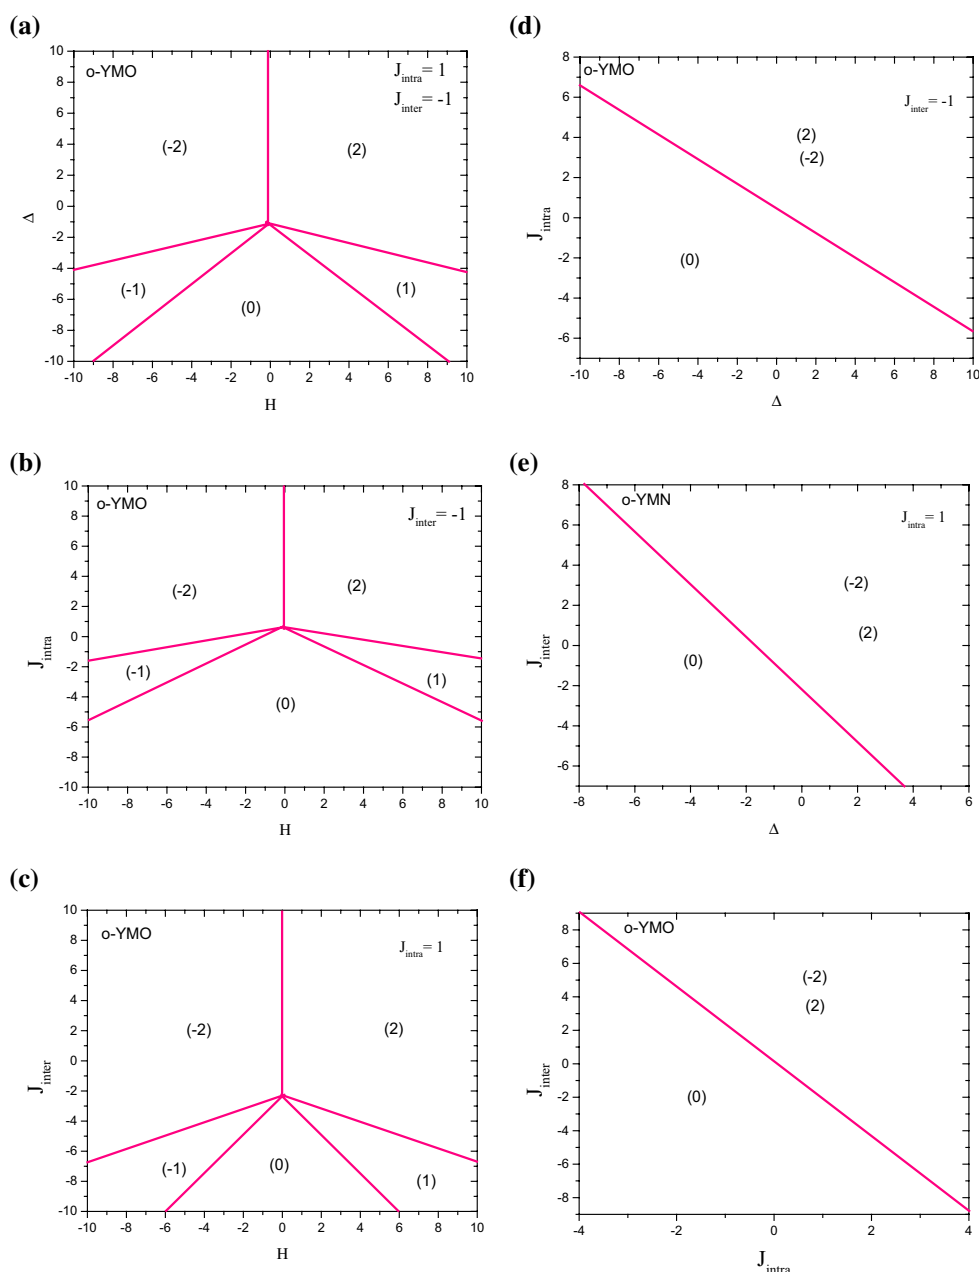 (a)
o-YMO
J_intra = 1
J_inter = -1
(-2)
(2)
(-1)
(0)
(1)
10
8
6
4
2
0
-2
-4
-6
-8
-10
Δ
-10 -8 -6 -4 -2 0 2 4 6 8 10
H
(d)
o-YMO
J_inter = -1
(2)
(-2)
(0)
8
6
4
2
0
-2
-4
-6
J_intra
-10 -8 -6 -4 -2 0 2 4 6 8 10
Δ
(b)
o-YMO
J_inter = -1
(-2)
(2)
(-1)
(1)
(0)
10
8
6
4
2
0
-2
-4
-6
-8
-10
J_intra
-10 -8 -6 -4 -2 0 2 4 6 8 10
H
(e)
o-YMN
J_intra = 1
(-2)
(2)
(0)
8
6
4
2
0
-2
-4
-6
J_inter
-8 -6 -4 -2 0 2 4 6
Δ
(c)
o-YMO
J_intra = 1
(-2)
(2)
(-1)
(0)
(1)
10
8
6
4
2
0
-2
-4
-6
-8
-10
J_inter
-10 -8 -6 -4 -2 0 2 4 6 8 10
H
(f)
o-YMO
(-2)
(2)
(0)
8
6
4
2
0
-2
-4
-6
-8
J_inter
-4 -2 0 2 4
J_intra